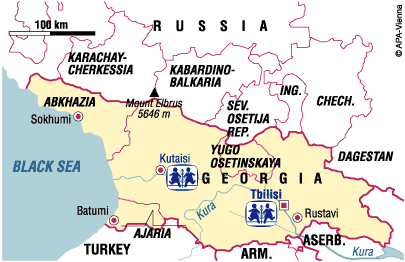 100 km
RUSSIA
© APA-Vienna
KARACHAY-
CHERKESSIA
KABARDINO-
BALKARIA
ING.
CHECH.
Mount Elbrus
5646 m
ABKHAZIA
Sokhumi
SEV.
OSETIJA
REP.
DAGESTAN
YUGO
OSETINSKAYA
BLACK SEA
Kutaisi
GEORGIA
Tbilisi
Kura
Batumi
Rustavi
AJARIA
TURKEY
ARM.
ASERB.
Kura